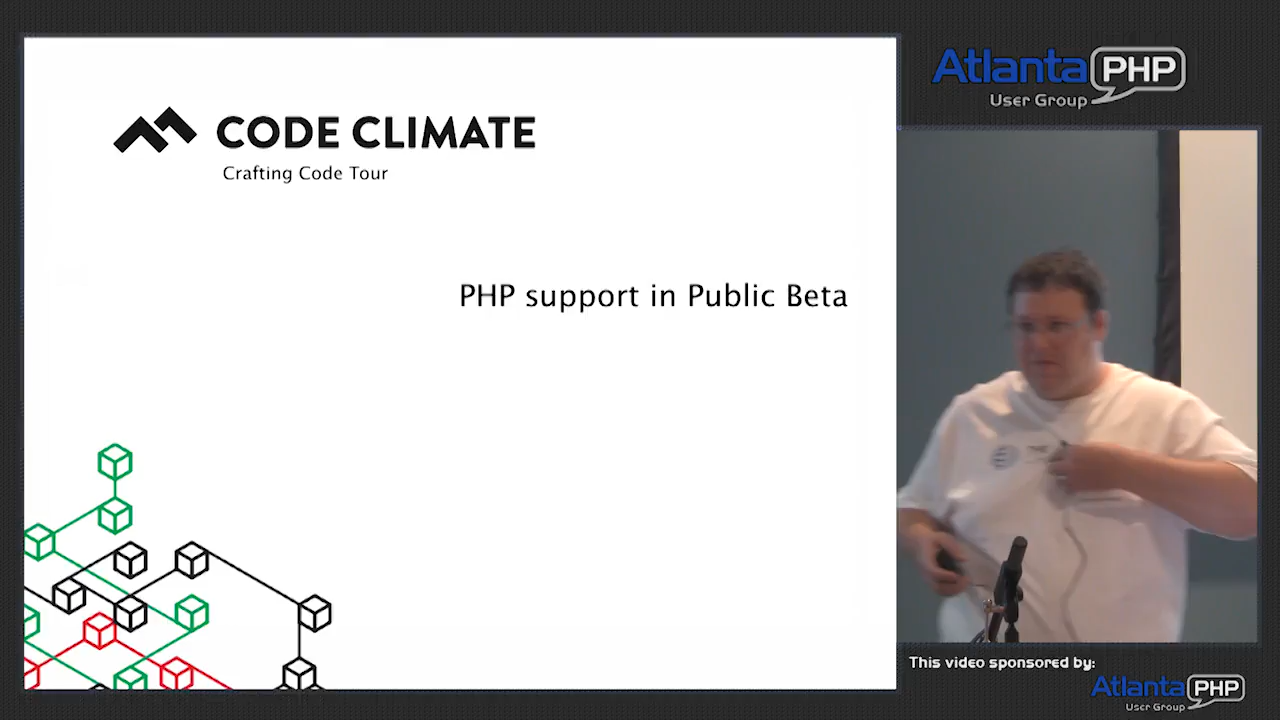 CODE CLIMATE
Crafting Code Tour
PHP support in Public Beta
Atlanta PHP
User Group
This video sponsored by:
Atlanta PHP
User Group